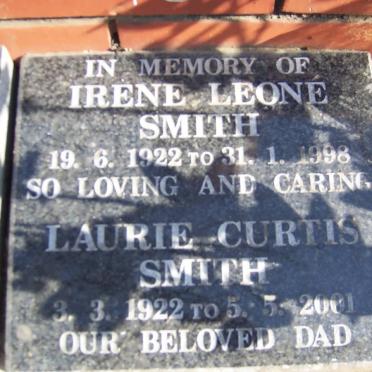 IN MEMORY OF
IRENE LEONE
SMITH
19. 6. 1922 TO 31. 1. 1998
SO LOVING AND CARING
LAURIE CURTIS
SMITH
3. 3. 1922 TO 5. 5. 2001
OUR BELOVED DAD